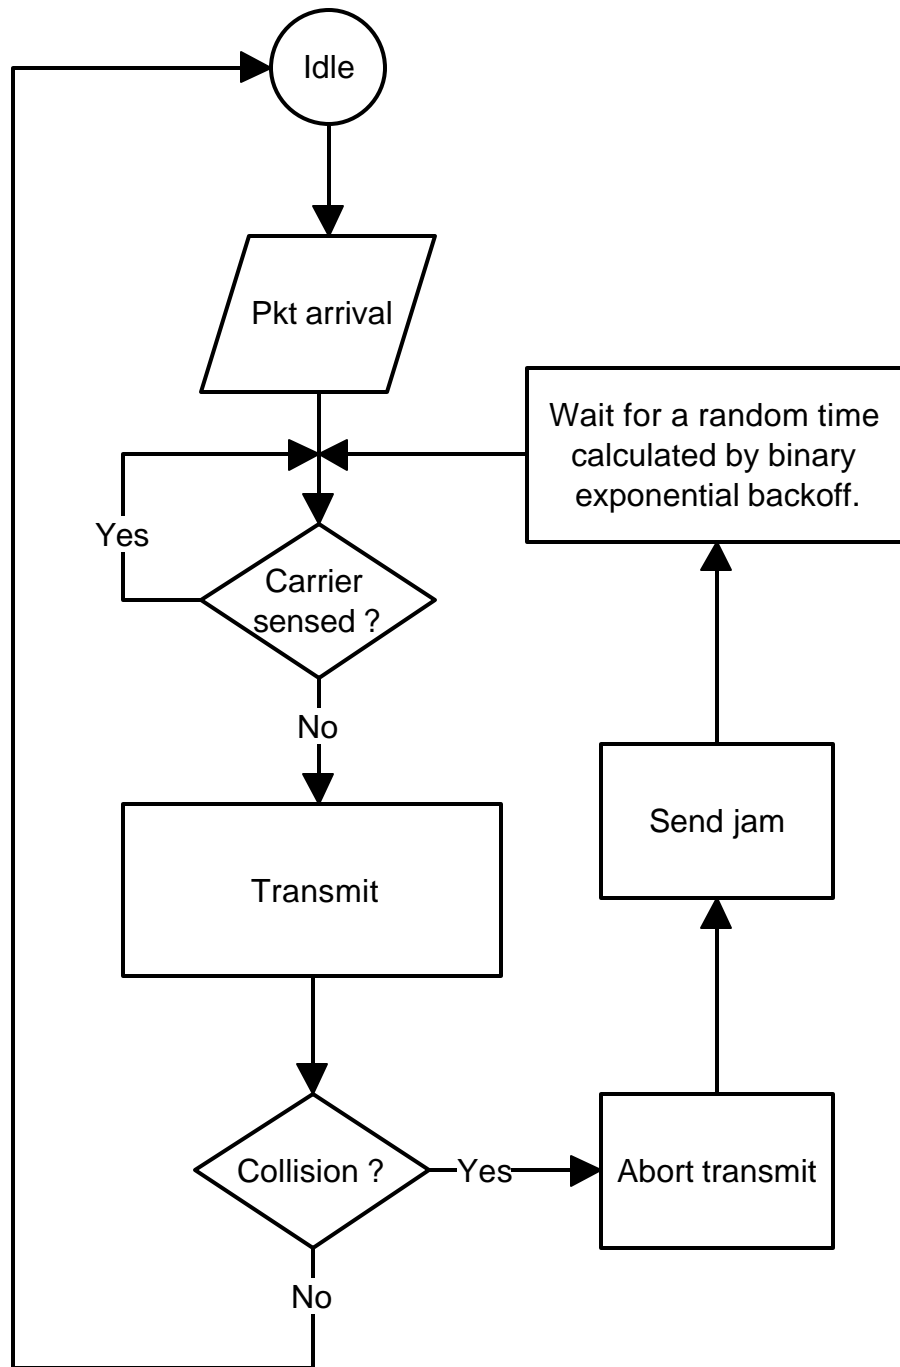 Idle
Pkt arrival
Wait for a random time
calculated by binary
exponential backoff.
Yes
Carrier
sensed ?
No
Send jam
Transmit
Collision ?
Yes
Abort transmit
No